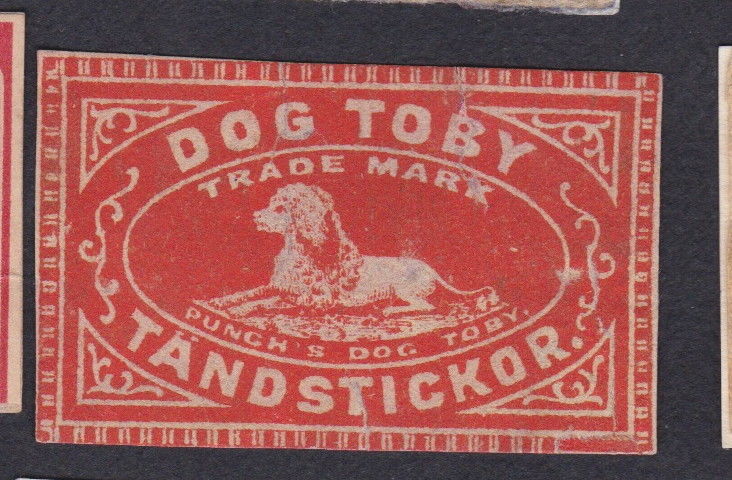 DOG TOBY
TRADE MARK
PUNCH'S DOG TOBY.
TÄNDSTICKOR.